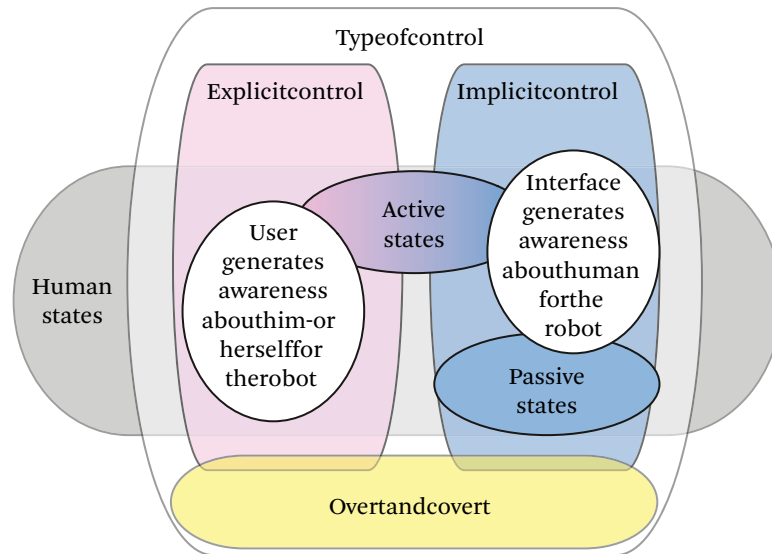 Typeofcontrol
Explicitcontrol
Implicitcontrol
Human
states
User
generates
awareness
abouthim-or
herselffor
therobot
Active
states
Interface
generates
awareness
abouthuman
forthe
robot
Passive
states
Overtandcovert